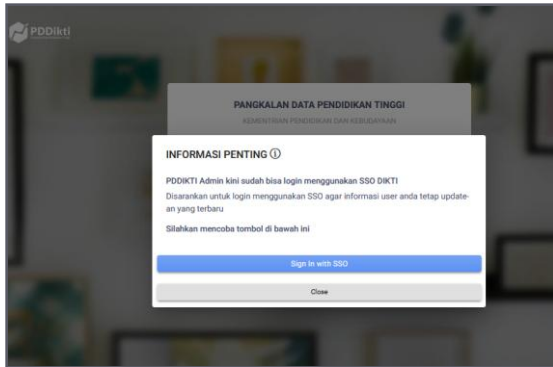 PDDikti
PANGKALAN DATA PENDIDIKAN TINGGI
KEMENTRIAN PENDIDIKAN DAN KEBUDAYAAN
INFORMASI PENTING ⓘ
PDDIKTI Admin kini sudah bisa login menggunakan SSO DIKTI
Disarankan untuk login menggunakan SSO agar informasi user anda tetap update-
an yang terbaru
Silahkan mencoba tombol di bawah ini
Sign In with SSO
Close